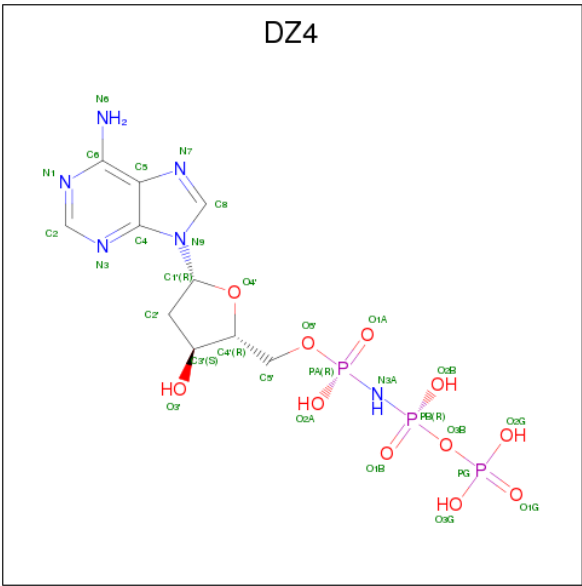 DZ4
N6
NH₂
C6 C5 N7
N1 N N
C8
C2 N C4 N N9
N3
C1'(R) O4'
O
C2' O1A
O5' O
O
C3'(S) C4'(R) P O2B
HO C5' PA(R) N3A OH
O3' HO N
O2A H P PB(R) O2G
O3B OH
O O
O1B PG P
HO O
O3G O1G